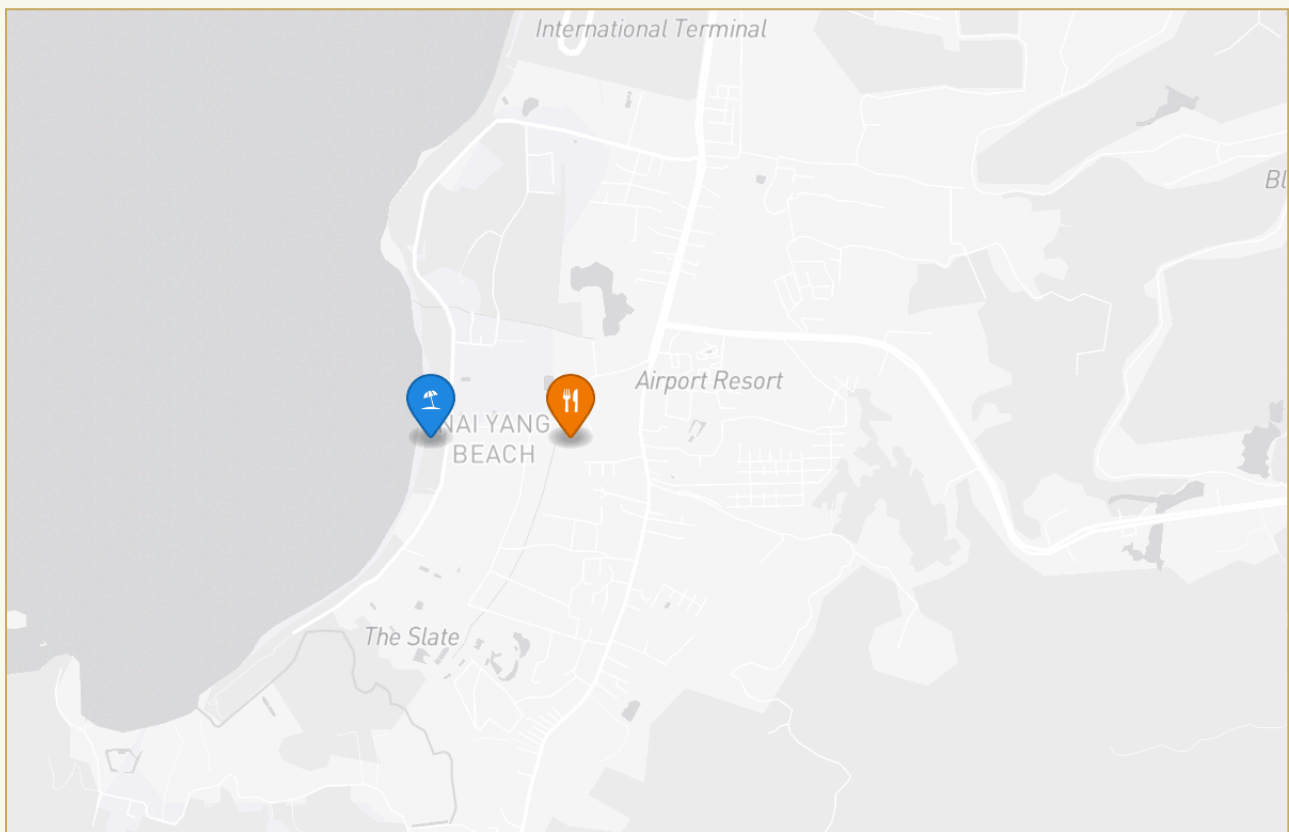 International Terminal
Bl
Airport Resort
NAI YANG
BEACH
The Slate